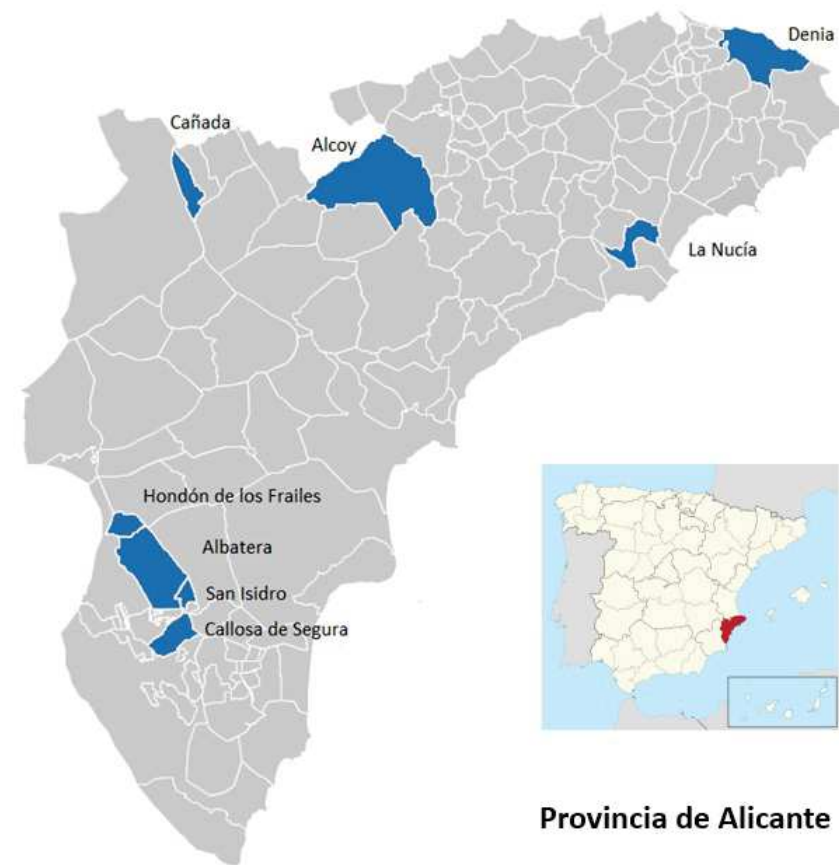 Denia
Cañada
Alcoy
La Nucía
Hondón de los Frailes
Albatera
San Isidro
Callosa de Segura
Provincia de Alicante